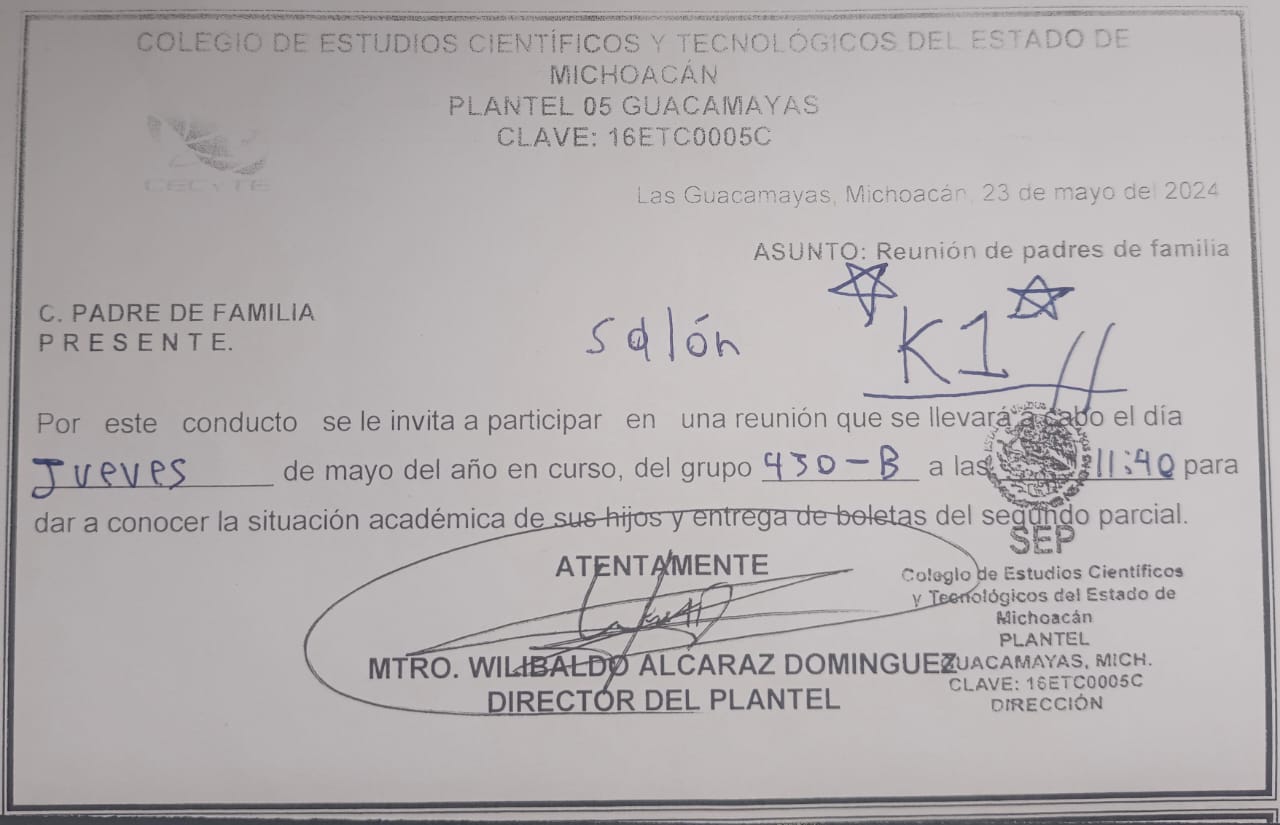 COLEGIO DE ESTUDIOS CIENTÍFICOS Y TECNOLÓGICOS DEL ESTADO DE
MICHOACÁN
PLANTEL 05 GUACAMAYAS
CLAVE: 16ETC0005C
CECyTE
Las Guacamayas, Michoacán, 23 de mayo del 2024
ASUNTO: Reunión de padres de familia
C. PADRE DE FAMILIA
P R E S E N T E.
salón K1
Por este conducto se le invita a participar en una reunión que se llevará a cabo el día
Jueves de mayo del año en curso, del grupo 430-B a las 11:40 para
dar a conocer la situación académica de sus hijos y entrega de boletas del segundo parcial.
ATENTAMENTE
MTRO. WILIBALDO ALCARAZ DOMINGUEZ
DIRECTOR DEL PLANTEL
SEP
Colegio de Estudios Científicos
y Tecnológicos del Estado de
Michoacán
PLANTEL
GUACAMAYAS, MICH.
CLAVE: 16ETC0005C
DIRECCIÓN